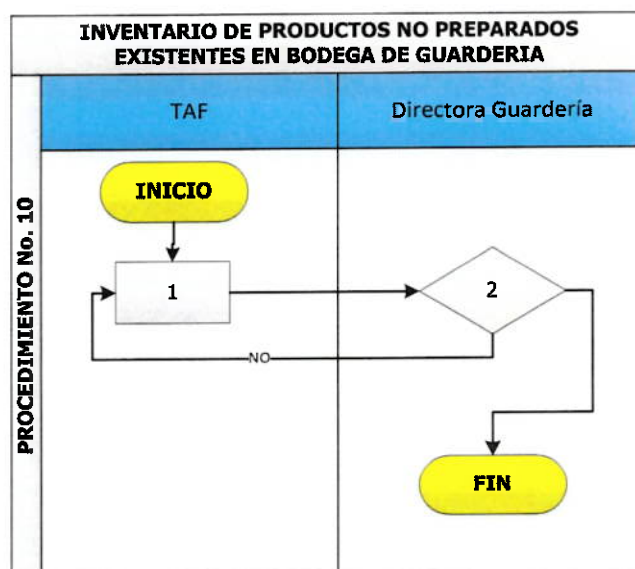 INVENTARIO DE PRODUCTOS NO PREPARADOS
EXISTENTES EN BODEGA DE GUARDERIA
PROCEDIMIENTO No. 10
TAF
Directora Guardería
INICIO
1
2
NO
FIN